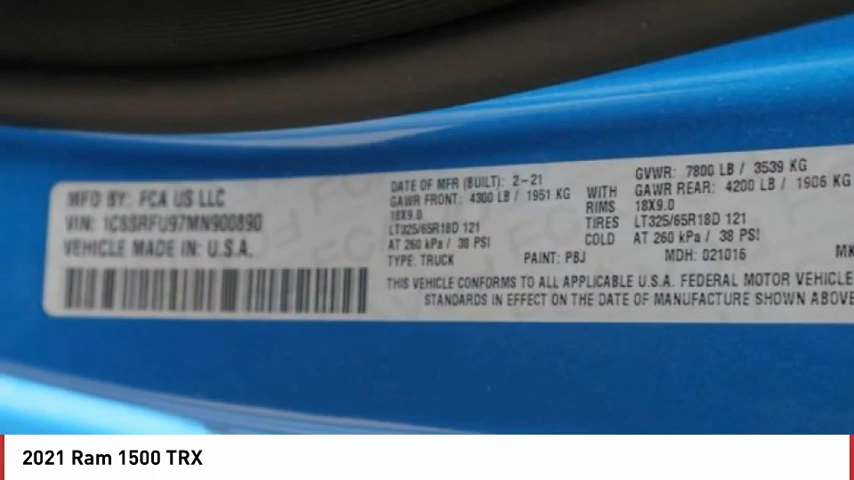 MFD BY: FCA US LLC
VIN: 1C6SRFU97MN900890
VEHICLE MADE IN: U.S.A.
DATE OF MFR (BUILT): 2-21
GAWR FRONT: 4300 LB / 1951 KG
18X9.0
LT325/65R18D 121
AT 260 kPa / 38 PSI
TYPE: TRUCK
WITH
RIMS
TIRES
COLD
GVWR: 7800 LB / 3539 KG
GAWR REAR: 4200 LB / 1906 KG
18X9.0
LT325/65R18D 121
AT 260 kPa / 38 PSI
PAINT: PBJ
MDH: 021016
MK
THIS VEHICLE CONFORMS TO ALL APPLICABLE U.S.A. FEDERAL MOTOR VEHICLE
STANDARDS IN EFFECT ON THE DATE OF MANUFACTURE SHOWN ABOVE
2021 Ram 1500 TRX